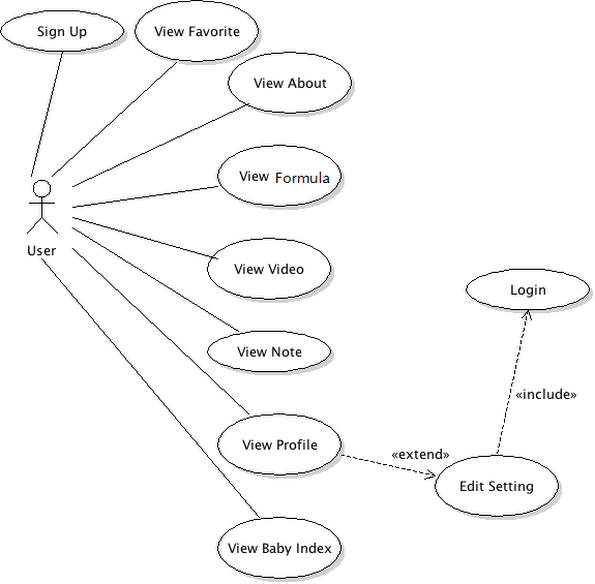 Sign Up
View Favorite
View About
View Formula
User
View Video
Login
View Note
«include»
View Profile
«extend»
Edit Setting
View Baby Index